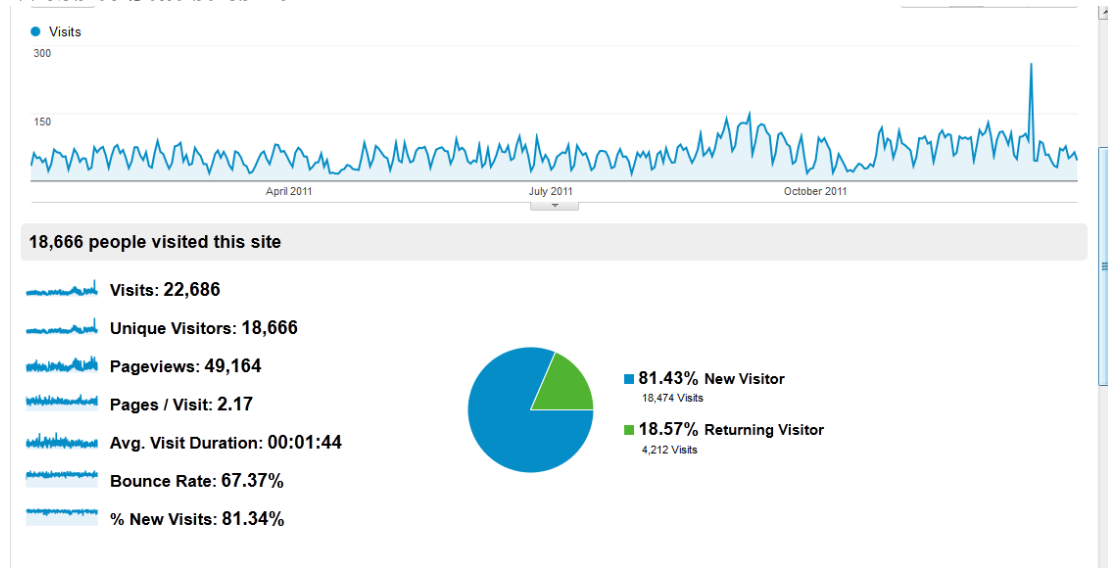 Visits
300
150
April 2011
July 2011
October 2011
18,666 people visited this site
Visits: 22,686
Unique Visitors: 18,666
Pageviews: 49,164
Pages / Visit: 2.17
Avg. Visit Duration: 00:01:44
Bounce Rate: 67.37%
% New Visits: 81.34%
81.43% New Visitor
18,474 Visits
18.57% Returning Visitor
4,212 Visits